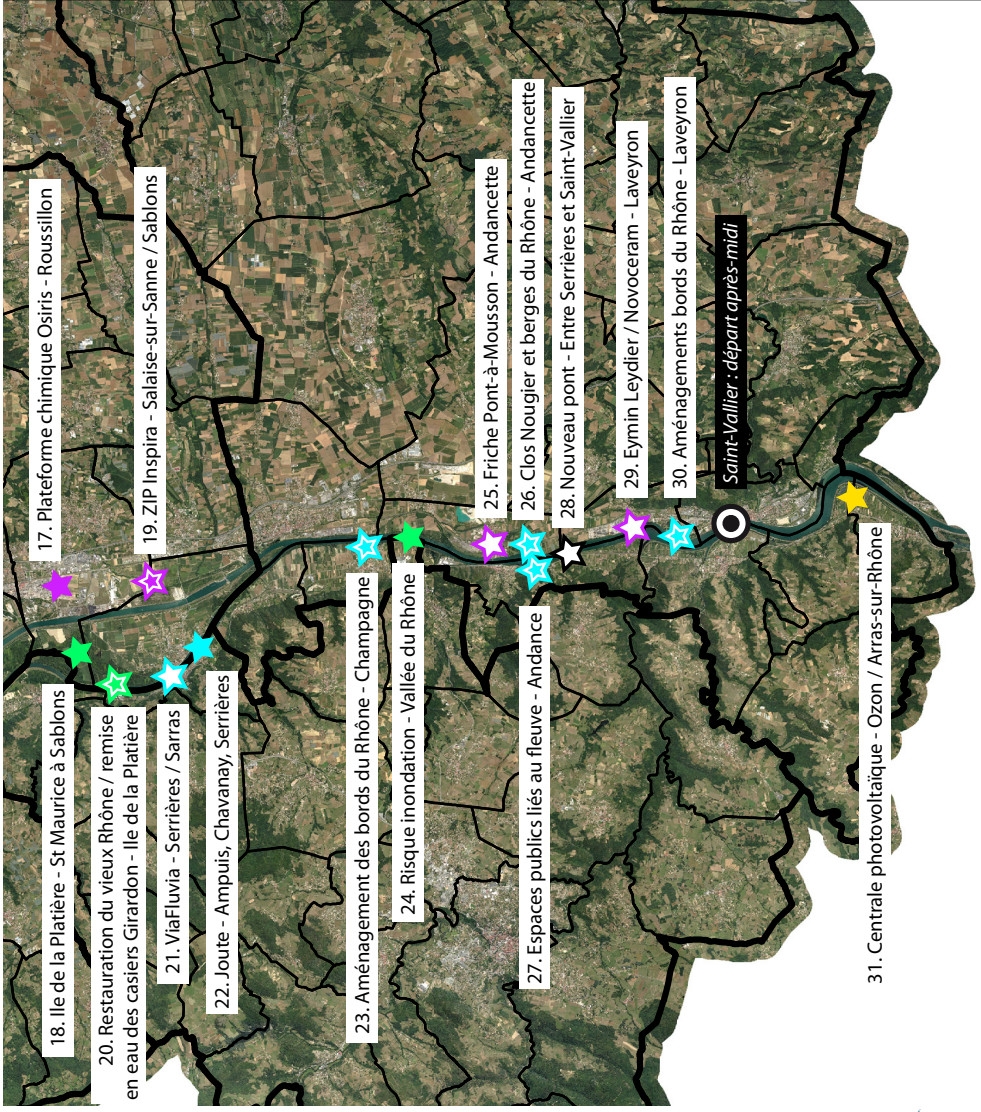 17. Plateforme chimique Osiris - Roussillon
18. Ile de la Platière - St Maurice à Sablons
19. ZIP Inspira - Salaise-sur-Sanne / Sablons
20. Restauration du vieux Rhône / remise
en eau des casiers Girardon - Ile de la Platière
21. ViaFluvia - Serrières / Sarras
22. Joute - Ampuis, Chavanay, Serrières
23. Aménagement des bords du Rhône - Champagne
24. Risque inondation - Vallée du Rhône
25. Friche Pont-à-Mousson - Andancette
26. Clos Nougier et berges du Rhône - Andancette
27. Espaces publics liés au fleuve - Andance
28. Nouveau pont - Entre Serrières et Saint-Vallier
29. Eymin Leydier / Novoceram - Laveyron
30. Aménagements bords du Rhône - Laveyron
Saint-Vallier : départ après-midi
31. Centrale photovoltaïque - Ozon / Arras-sur-Rhône